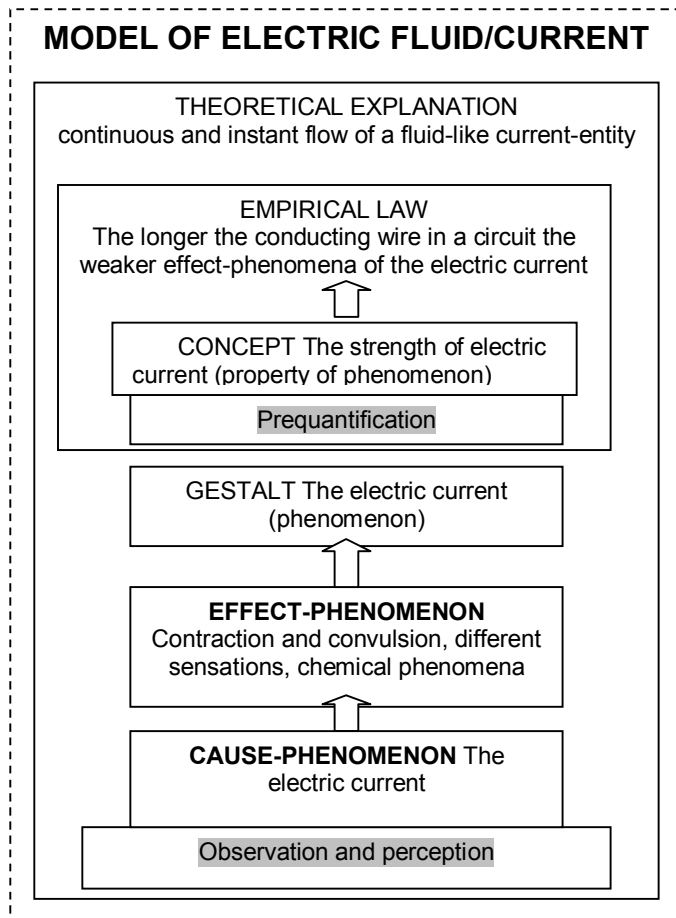 MODEL OF ELECTRIC FLUID/CURRENT
THEORETICAL EXPLANATION
continuous and instant flow of a fluid-like current-entity
EMPIRICAL LAW
The longer the conducting wire in a circuit the
weaker effect-phenomena of the electric current
CONCEPT The strength of electric
current (property of phenomenon)
Prequantification
GESTALT The electric current
(phenomenon)
EFFECT-PHENOMENON
Contraction and convulsion, different
sensations, chemical phenomena
CAUSE-PHENOMENON The
electric current
Observation and perception